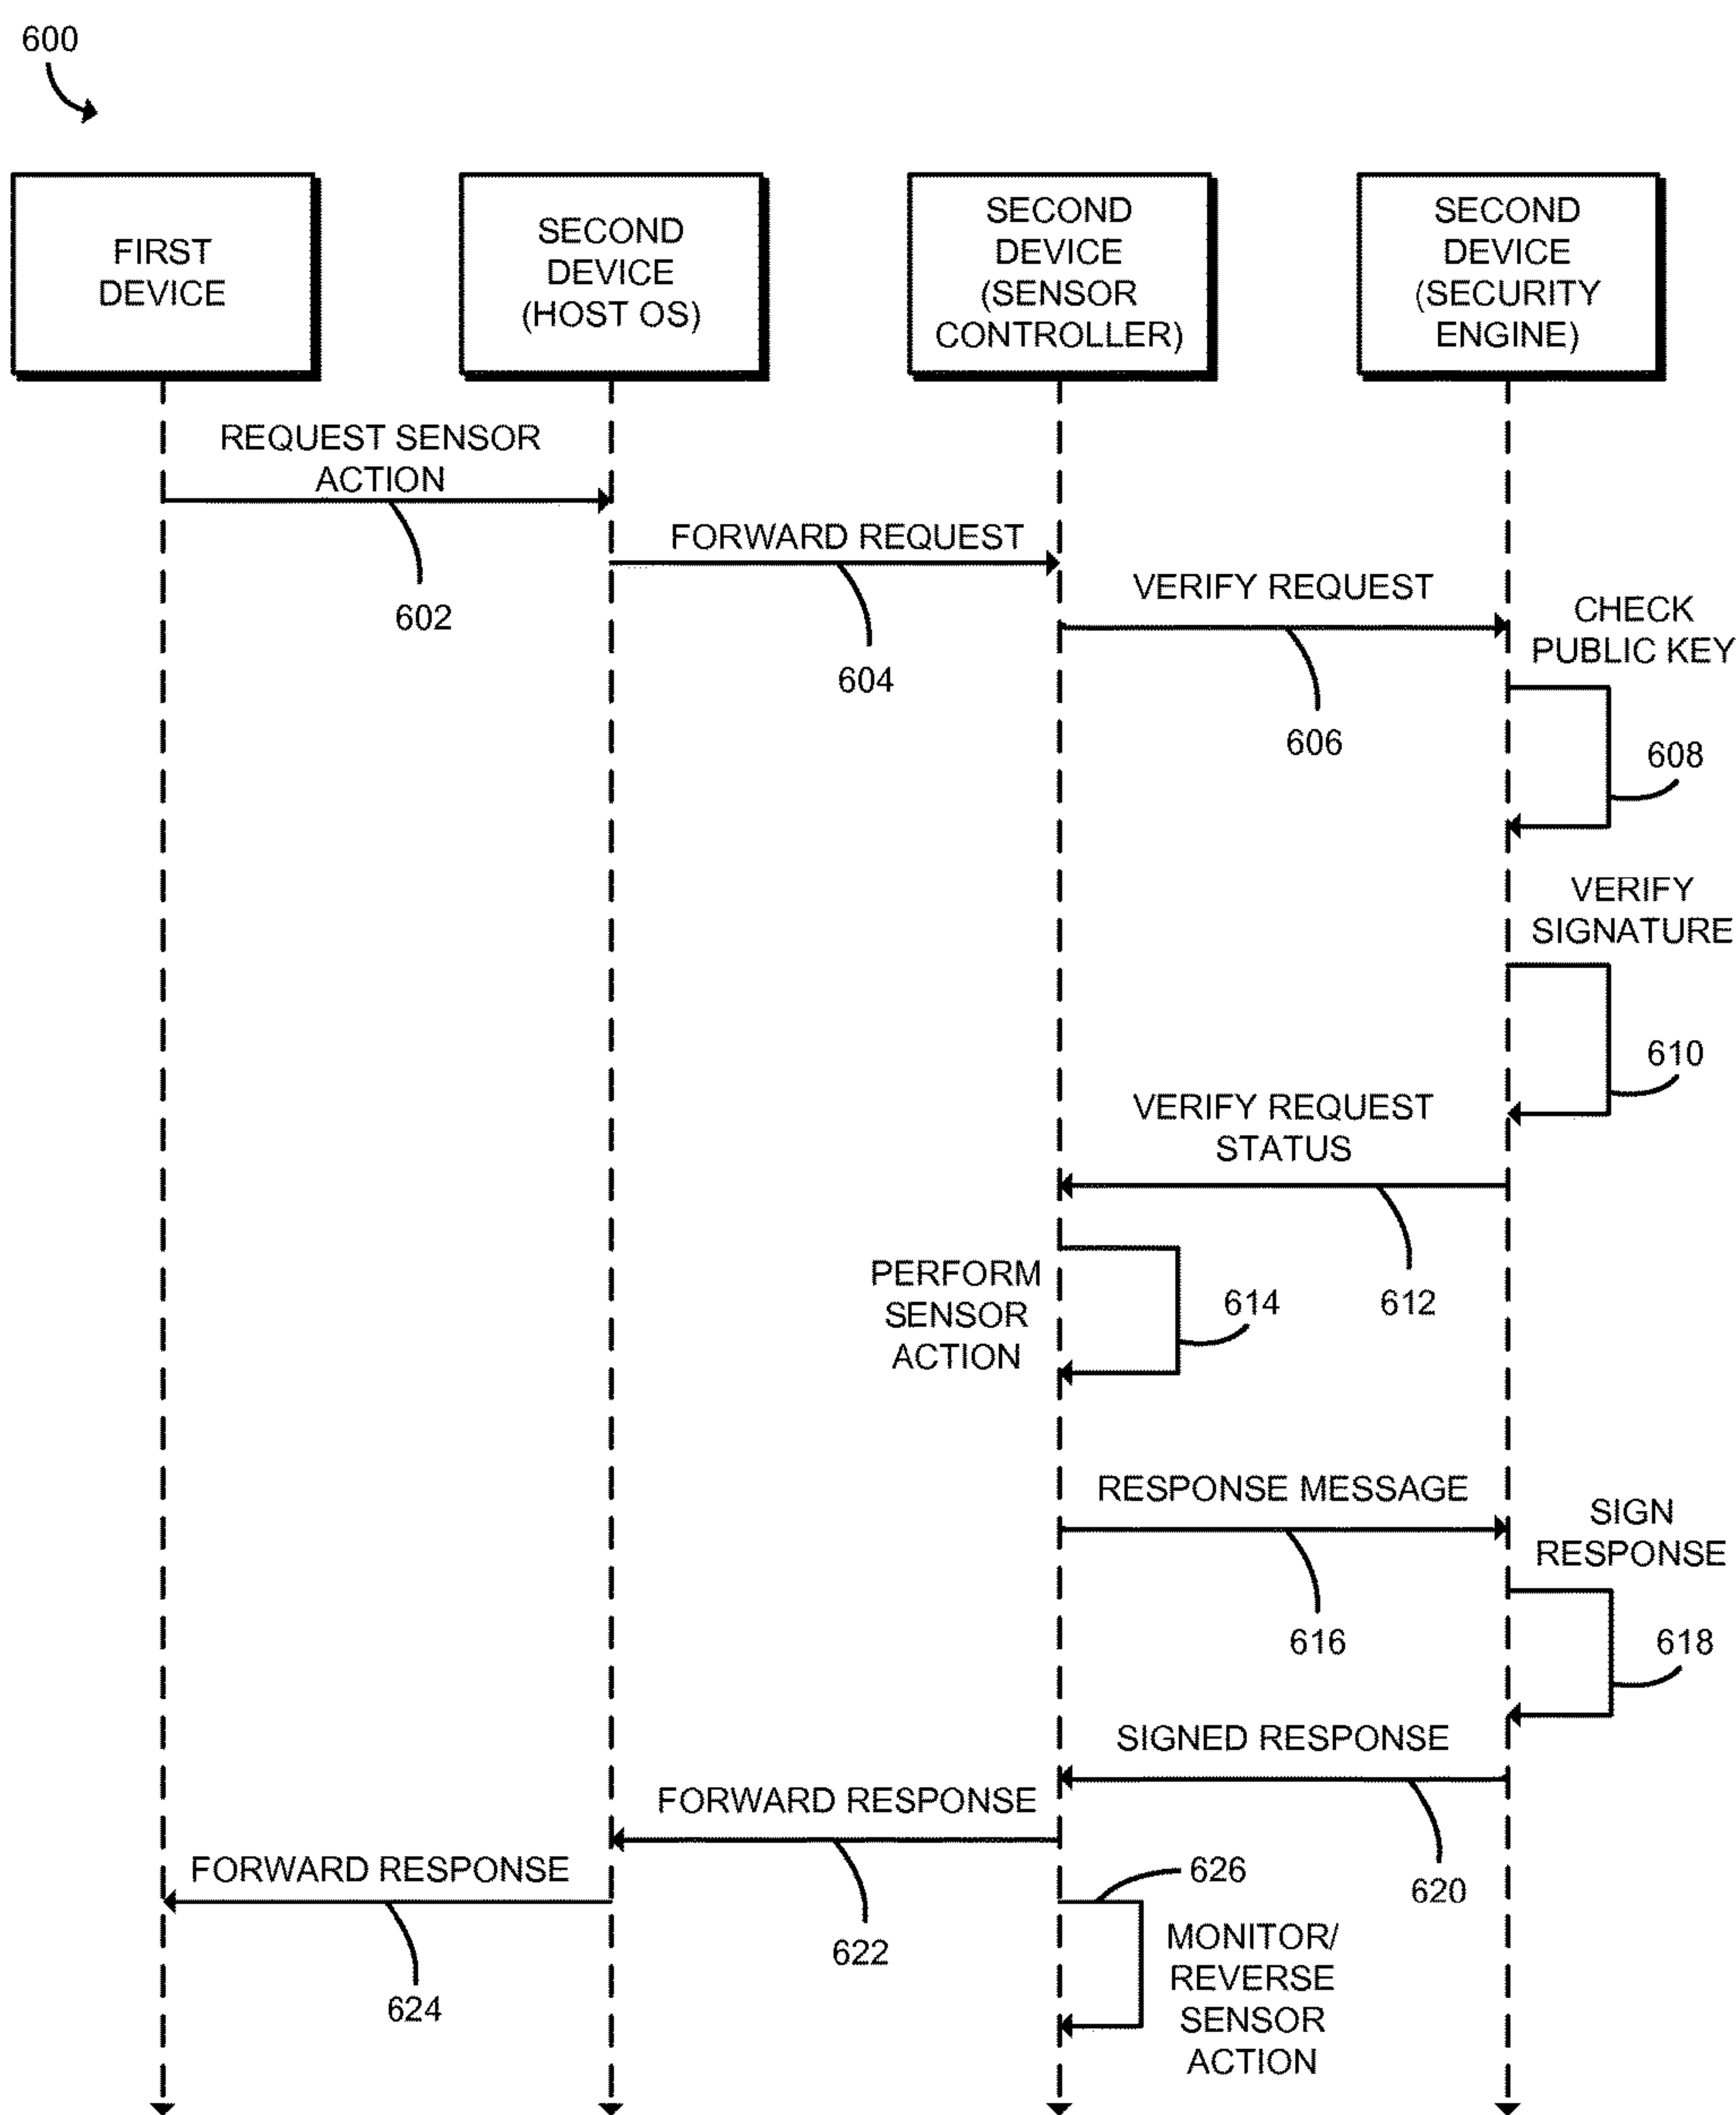 600
FIRST
DEVICE
SECOND
DEVICE
(HOST OS)
SECOND
DEVICE
(SENSOR
CONTROLLER)
SECOND
DEVICE
(SECURITY
ENGINE)
REQUEST SENSOR
ACTION
602
FORWARD REQUEST
604
VERIFY REQUEST
606
CHECK
PUBLIC KEY
608
VERIFY
SIGNATURE
610
VERIFY REQUEST
STATUS
612
PERFORM
SENSOR
ACTION
614
RESPONSE MESSAGE
616
SIGN
RESPONSE
618
SIGNED RESPONSE
620
FORWARD RESPONSE
622
FORWARD RESPONSE
624
626
MONITOR/
REVERSE
SENSOR
ACTION